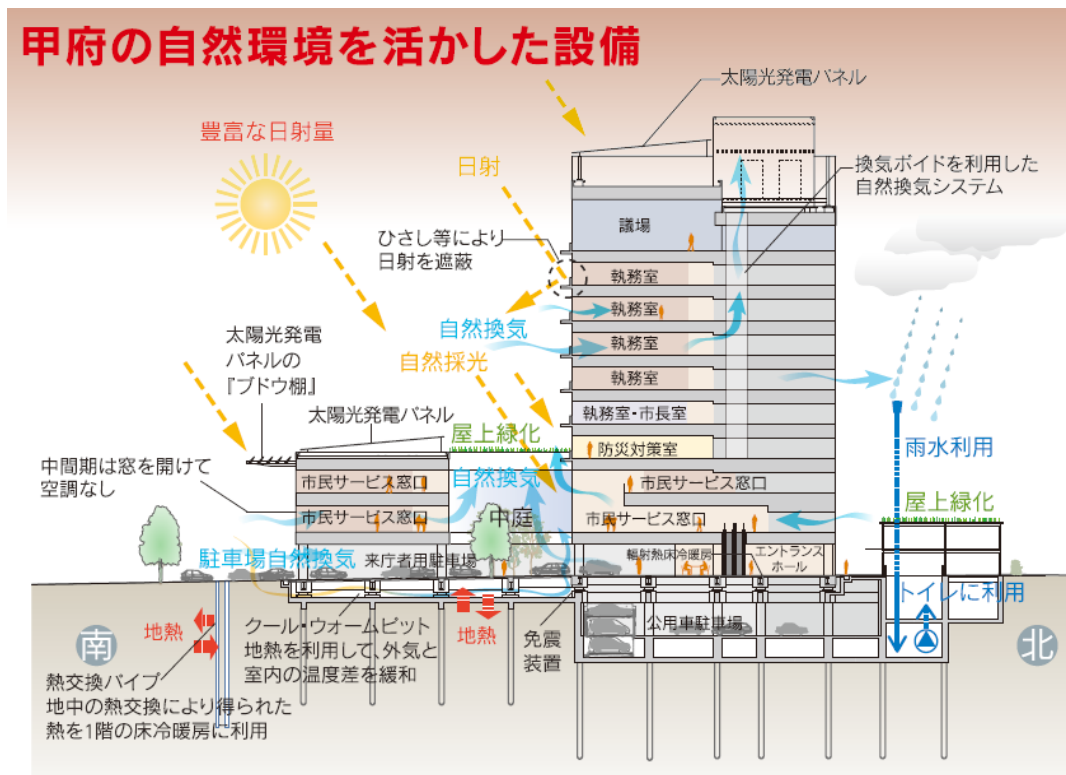 甲府の自然環境を活かした設備
太陽光発電パネル
豊富な日射量
日射
換気ボイドを利用した
自然換気システム
議場
ひさし等により
日射を遮蔽
執務室
執務室
自然換気
執務室
太陽光発電
パネルの
『ブドウ棚』
自然採光
執務室
太陽光発電パネル
執務室・市長室
屋上緑化
防災対策室
雨水利用
中間期は窓を開けて
空調なし
市民サービス窓口
自然換気
市民サービス窓口
市民サービス窓口
中庭
市民サービス窓口
屋上緑化
駐車場自然換気
来庁者用駐車場
輻射熱床冷暖房
エントランス
ホール
トイレに利用
地熱
クール・ウォームピット
地熱を利用して、外気と
室内の温度差を緩和
地熱
免震
装置
公用車駐車場
南
北
熱交換パイプ
地中の熱交換により得られた
熱を1階の床冷暖房に利用